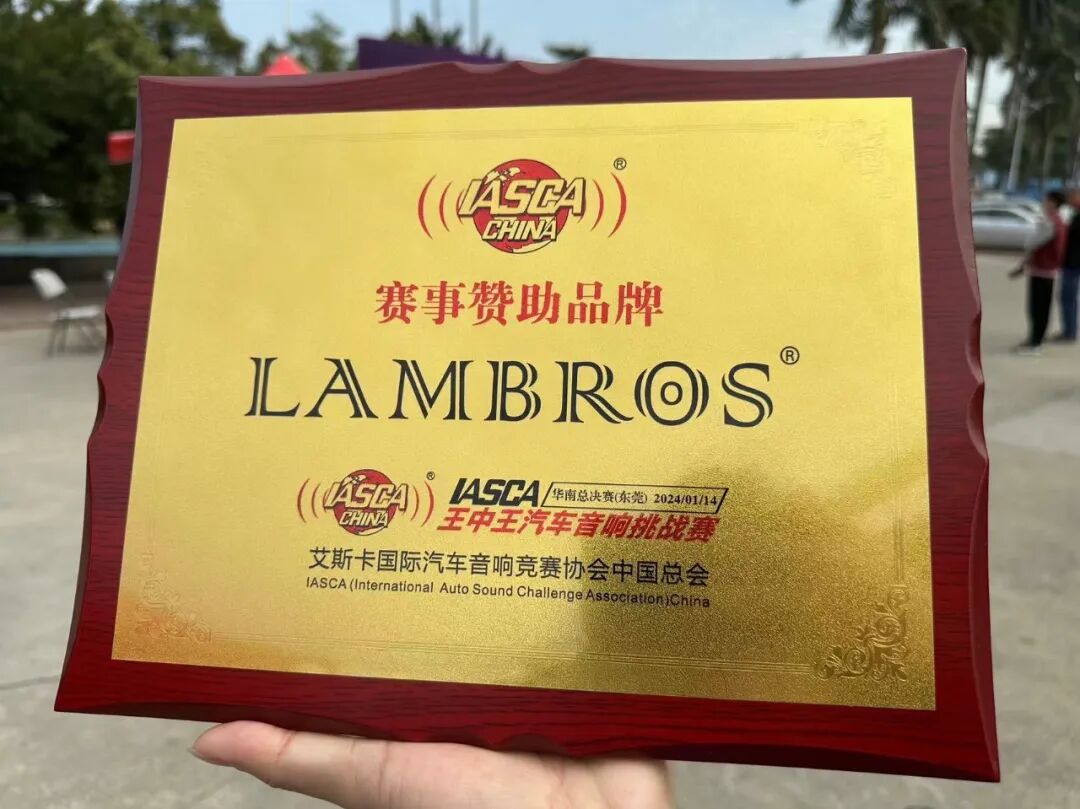 IASCA ®
CHINA
赛事赞助品牌
LAMBROS®
IASCA ®
CHINA
IASCA 华南总决赛(东莞) 2024/01/14
王中王汽车音响挑战赛
艾斯卡国际汽车音响竞赛协会中国总会
IASCA (International Auto Sound Challenge Association)China